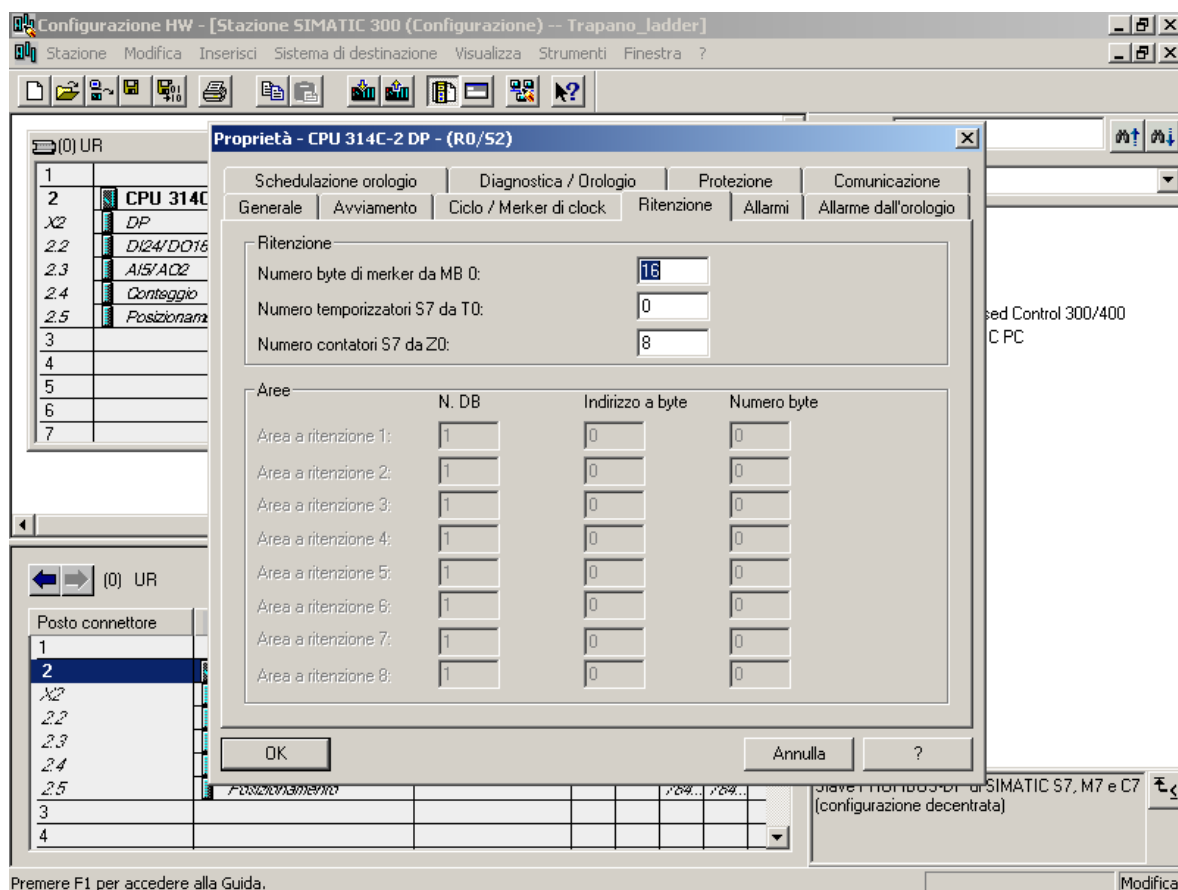 Configurazione HW - [Stazione SIMATIC 300 (Configurazione) -- Trapano_ladder]
Stazione Modifica Inserisci Sistema di destinazione Visualizza Strumenti Finestra ?
(0) UR
1
2 CPU 314C
X2 DP
2.2 DI24/DO16
2.3 AI5/AO2
2.4 Conteggio
2.5 Posizionam
3
4
5
6
7
Proprietà - CPU 314C-2 DP - (R0/S2)
Schedulazione orologio Diagnostica / Orologio Protezione Comunicazione
Generale Avviamento Ciclo / Merker di clock Ritenzione Allarmi Allarme dall'orologio
Ritenzione
Numero byte di merker da MB 0: 16
Numero temporizzatori S7 da T0: 0
Numero contatori S7 da Z0: 8
Aree
N. DB Indirizzo a byte Numero byte
Area a ritenzione 1: 1 0 0
Area a ritenzione 2: 1 0 0
Area a ritenzione 3: 1 0 0
Area a ritenzione 4: 1 0 0
Area a ritenzione 5: 1 0 0
Area a ritenzione 6: 1 0 0
Area a ritenzione 7: 1 0 0
Area a ritenzione 8: 1 0 0
OK Annulla ?
sed Control 300/400
C PC
(0) UR
Posto connettore
1
2
X2
2.2
2.3
2.4
2.5 Posizionamento 784... 784...
3
4
Slave PROFIBUS-DP di SIMATIC S7, M7 e C7
(configurazione decentrata)
Premere F1 per accedere alla Guida.
Modifica